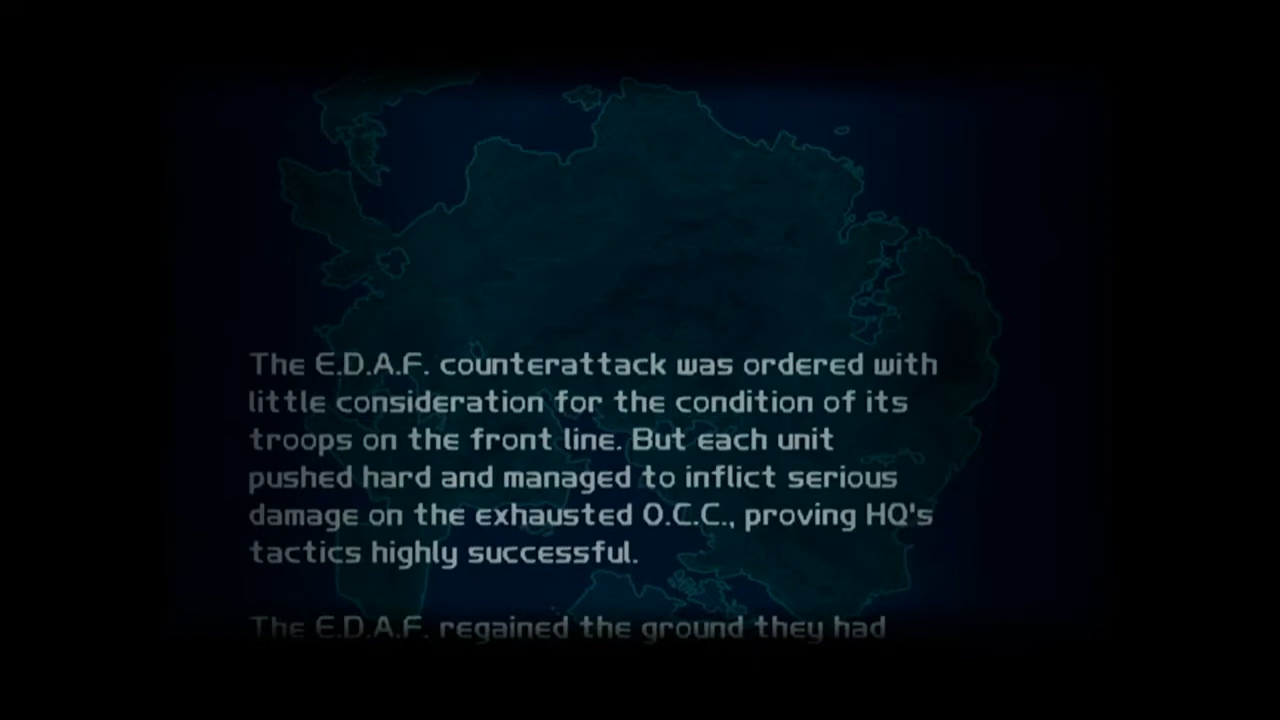 The E.D.A.F. counterattack was ordered with
little consideration for the condition of its
troops on the front line. But each unit
pushed hard and managed to inflict serious
damage on the exhausted O.C.C., proving HQ's
tactics highly successful.
The E.D.A.F. regained the ground they had